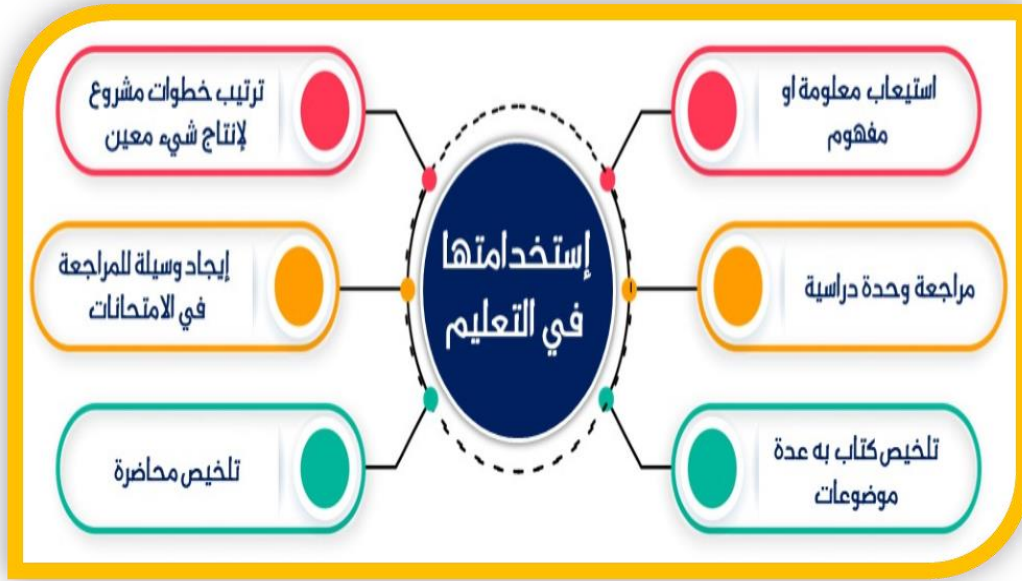 إستخدامتها
في التعليم
استيعاب معلومة او
مفهوم
مراجعة وحدة دراسية
تلخيص كتاب به عدة
موضوعات
ترتيب خطوات مشروع
لإنتاج شيء معين
إيجاد وسيلة للمراجعة
في الامتحانات
تلخيص محاضرة